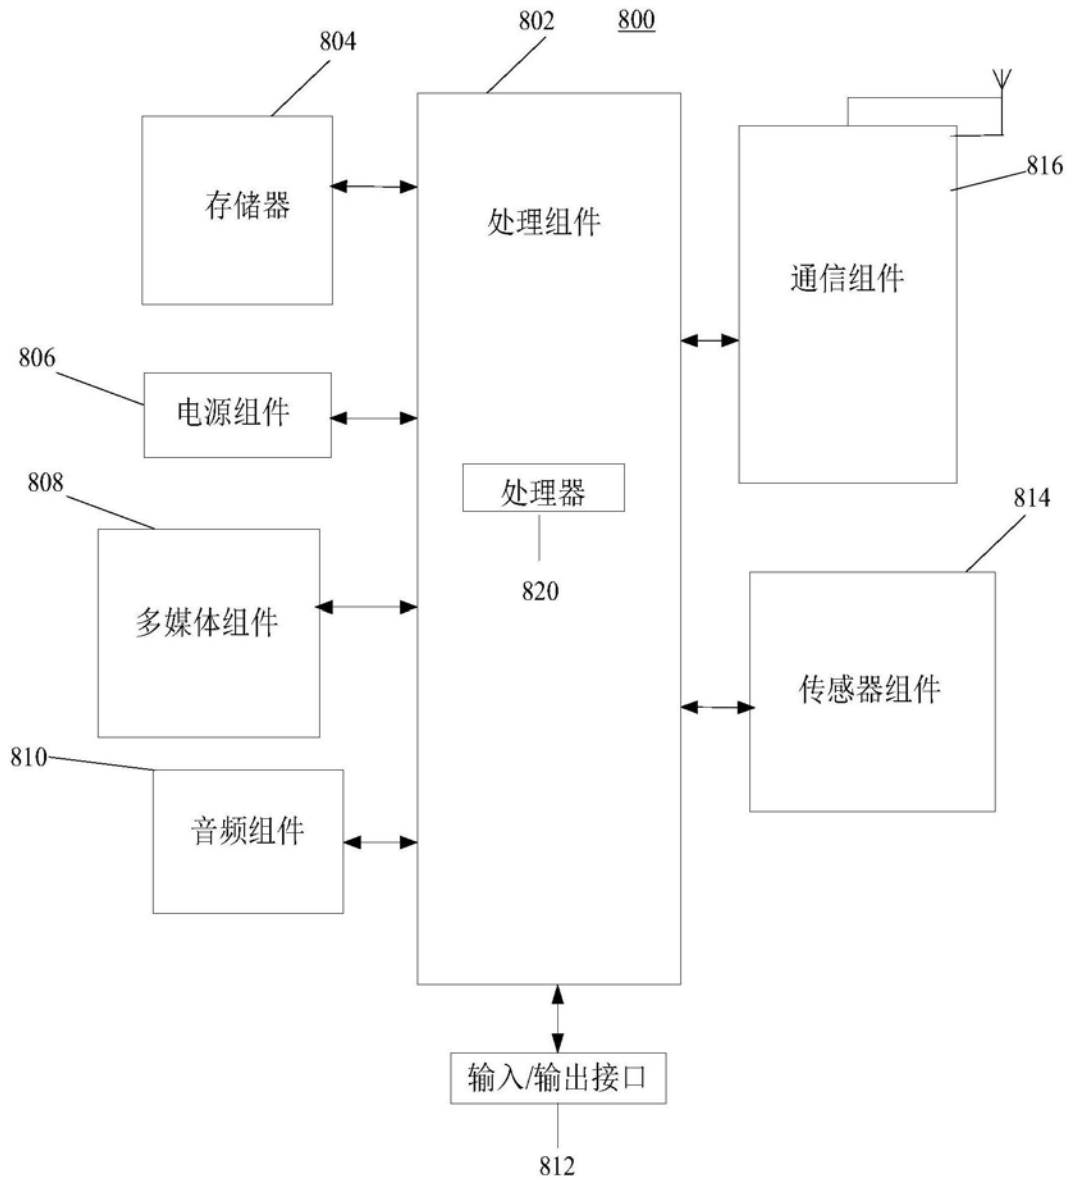 802
800
804
816
存储器
处理组件
通信组件
806
电源组件
808
处理器
814
820
多媒体组件
传感器组件
810
音频组件
输入/输出接口
812